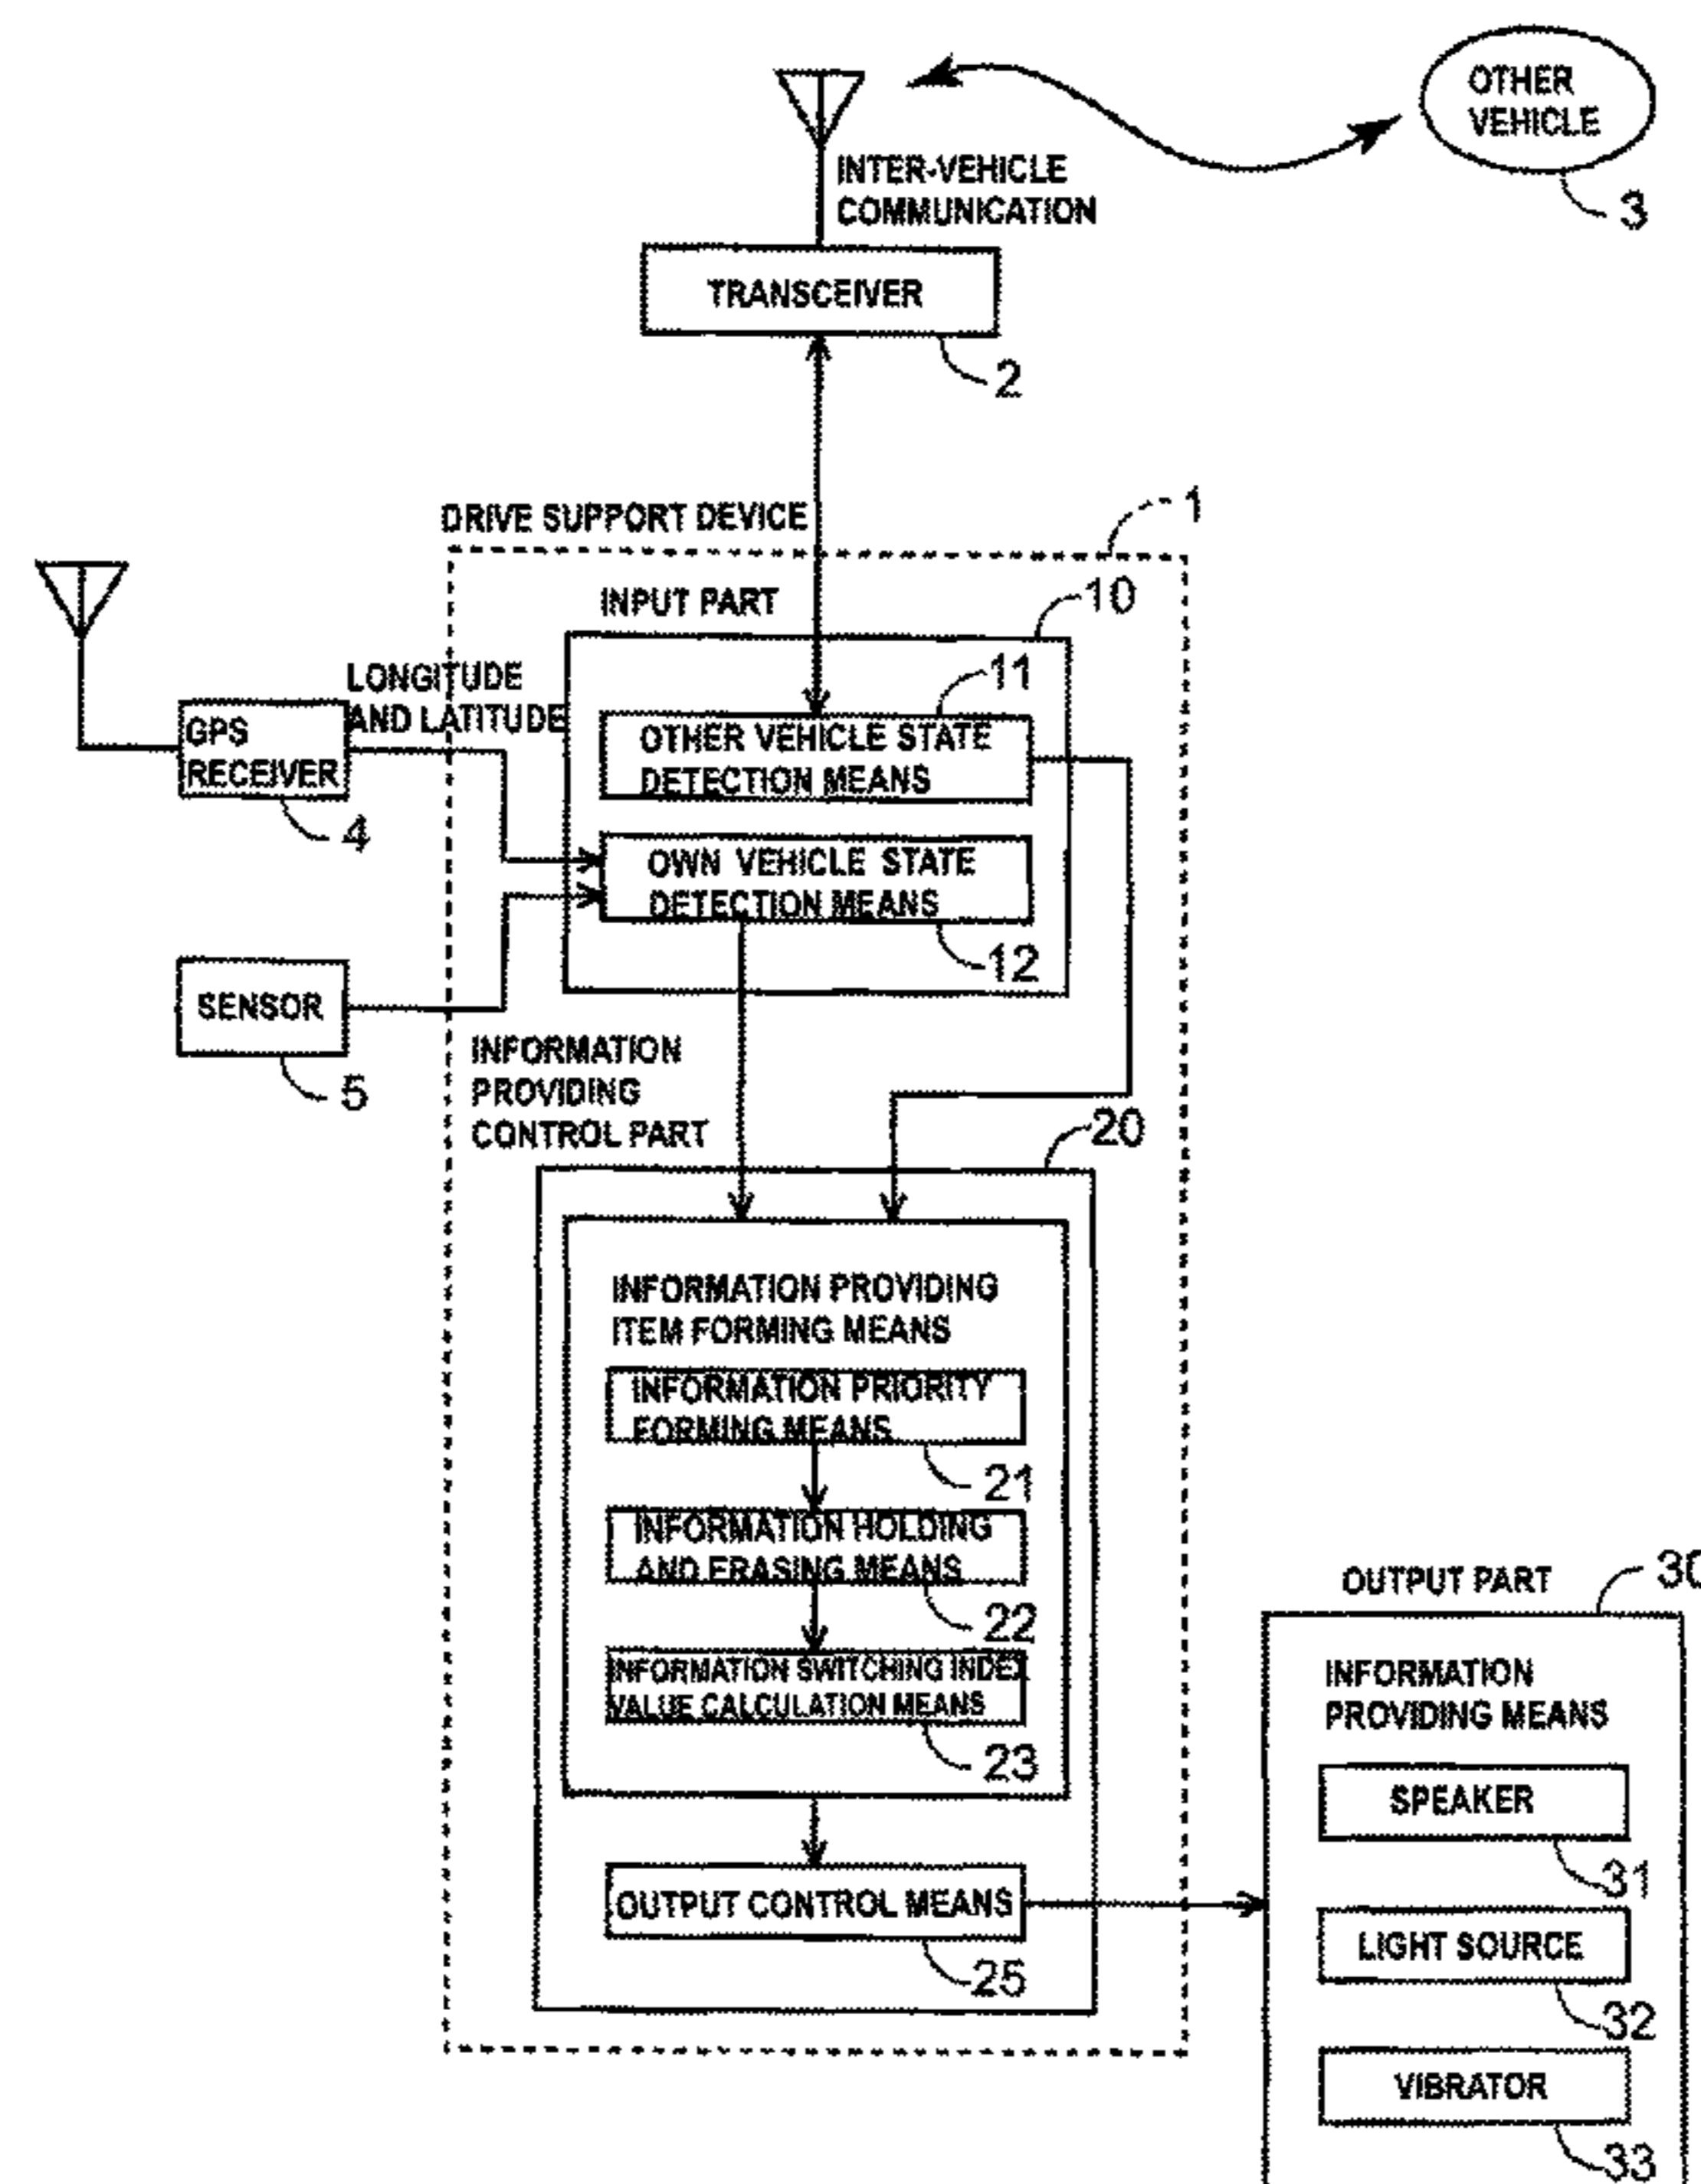 OTHER
VEHICLE
3
INTER-VEHICLE
COMMUNICATION
TRANSCEIVER
2
DRIVE SUPPORT DEVICE
1
INPUT PART
10
LONGITUDE
AND LATITUDE
GPS
RECEIVER
4
11
OTHER VEHICLE STATE
DETECTION MEANS
OWN VEHICLE STATE
DETECTION MEANS
12
SENSOR
5
INFORMATION
PROVIDING
CONTROL PART
20
INFORMATION PROVIDING
ITEM FORMING MEANS
INFORMATION PRIORITY
FORMING MEANS
21
INFORMATION HOLDING
AND ERASING MEANS
22
INFORMATION SWITCHING INDEX
VALUE CALCULATION MEANS
23
OUTPUT CONTROL MEANS
25
OUTPUT PART
30
INFORMATION
PROVIDING MEANS
SPEAKER
31
LIGHT SOURCE
32
VIBRATOR
33